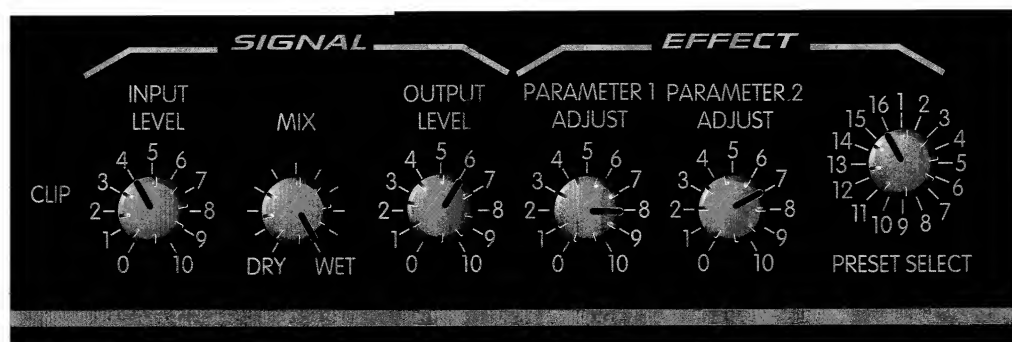 SIGNAL
EFFECT
INPUT
LEVEL
MIX
OUTPUT
LEVEL
PARAMETER 1
ADJUST
PARAMETER 2
ADJUST
CLIP
0 1 2 3 4 5 6 7 8 9 10
DRY WET
0 1 2 3 4 5 6 7 8 9 10
0 1 2 3 4 5 6 7 8 9 10
0 1 2 3 4 5 6 7 8 9 10
1 2 3 4 5 6 7 8 9 10 11 12 13 14 15 16
PRESET SELECT